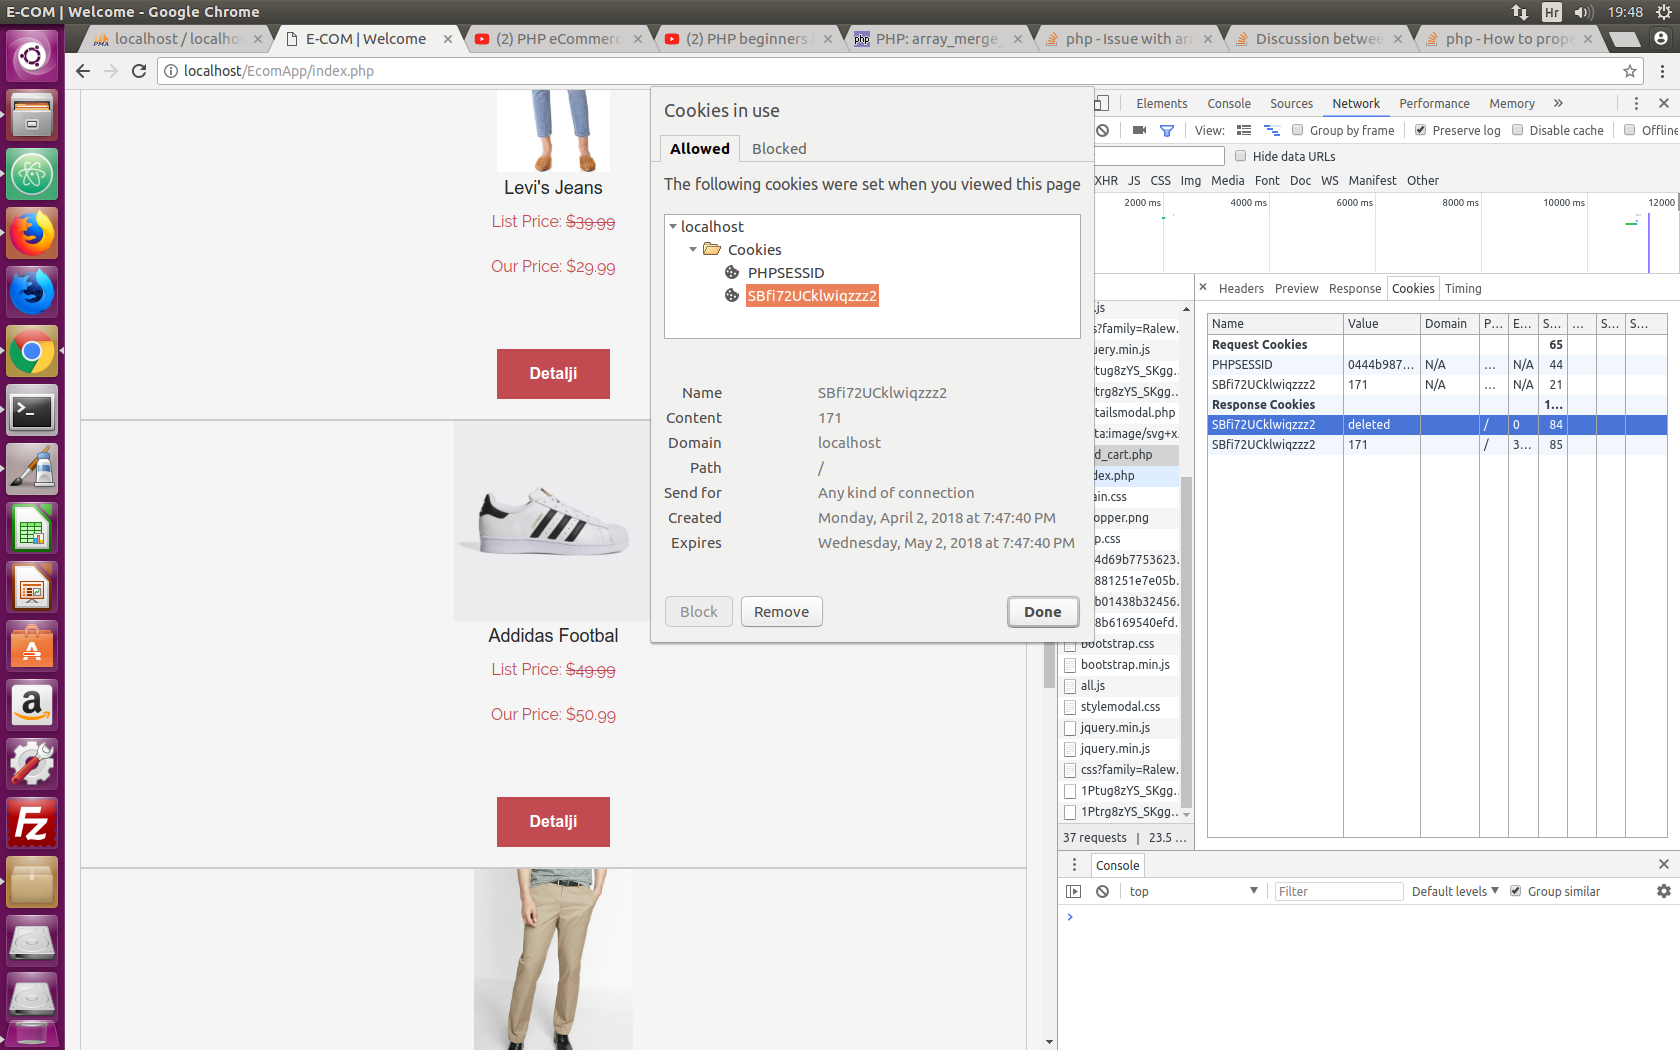 E-COM | Welcome - Google Chrome
Hr
19:48
localhost / localho
E-COM | Welcome
(2) PHP eCommerc
(2) PHP beginners
PHP: array_merge_
php - Issue with arr
Discussion betwee
php - How to prope
localhost/EcomApp/index.php
Levi's Jeans
List Price: $39.99
Our Price: $29.99
Detalji
Addidas Footbal
List Price: $49.99
Our Price: $50.99
Detalji
Cookies in use
Allowed
Blocked
The following cookies were set when you viewed this page
localhost
Cookies
PHPSESSID
SBfi72UCklwiqzzz2
Name SBfi72UCklwiqzzz2
Content 171
Domain localhost
Path /
Send for Any kind of connection
Created Monday, April 2, 2018 at 7:47:40 PM
Expires Wednesday, May 2, 2018 at 7:47:40 PM
Block
Remove
Done
Elements Console Sources Network Performance Memory »
View: Group by frame Preserve log Disable cache Offline
Hide data URLs
XHR JS CSS Img Media Font Doc WS Manifest Other
2000 ms 4000 ms 6000 ms 8000 ms 10000 ms 12000
× Headers Preview Response Cookies Timing
.js
s?family=Ralew.
uery.min.js
Ptug8zYS_SKgg..
Ptrg8zYS_SKgg..
tailsmodal.php
ta:image/svg+x.
d_cart.php
dex.php
ain.css
opper.png
p.css
4d69b7753623.
881251e7e05b.
b01438b32456.
8b6169540efd.
bootstrap.css
bootstrap.min.js
all.js
stylemodal.css
jquery.min.js
jquery.min.js
css?family=Ralew.
1Ptug8zYS_SKgg..
1Ptrg8zYS_SKgg..
37 requests | 23.5 ...
Name Value Domain P... E... S... ... S... S...
Request Cookies 65
PHPSESSID 0444b987... N/A ... N/A 44
SBfi72UCklwiqzzz2 171 N/A ... N/A 21
Response Cookies 1...
SBfi72UCklwiqzzz2 deleted / 0 84
SBfi72UCklwiqzzz2 171 / 3... 85
Console
top Filter Default levels Group similar